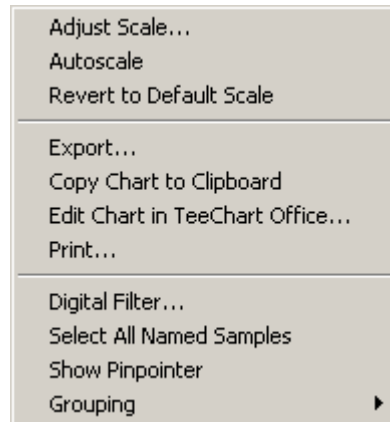 Adjust Scale...
Autoscale
Revert to Default Scale
Export...
Copy Chart to Clipboard
Edit Chart in TeeChart Office...
Print...
Digital Filter...
Select All Named Samples
Show Pinpointer
Grouping